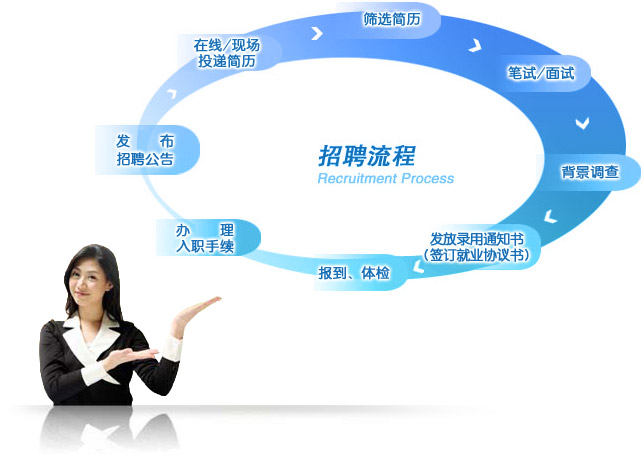 招聘流程
Recruitment Process
发 布
招聘公告
在线/现场
投递简历
筛选简历
笔试/面试
背景调查
发放录用通知书
(签订就业协议书)
报到、体检
办 理
入职手续